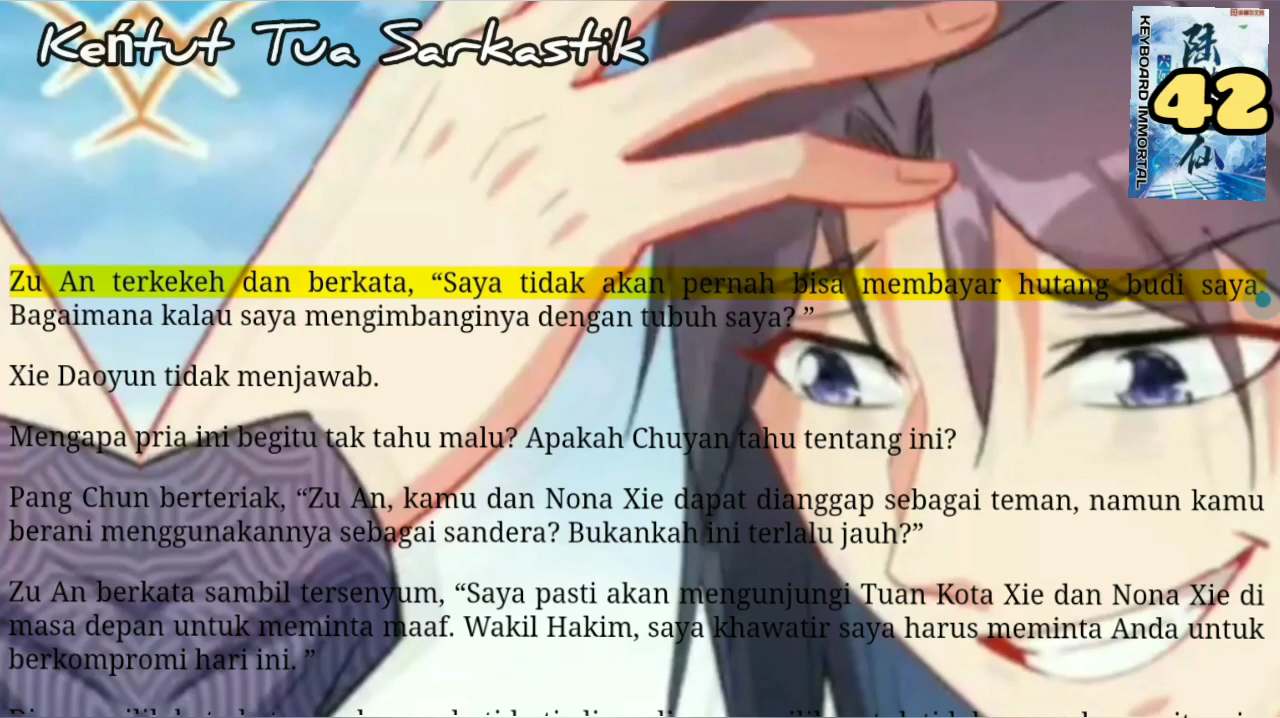 Keńtut Tua Sarkastik
KEYBOARD IMMORTAL
42
Zu An terkekeh dan berkata, “Saya tidak akan pernah bisa membayar hutang budi saya.
Bagaimana kalau saya mengimbanginya dengan tubuh saya? ”
Xie Daoyun tidak menjawab.
Mengapa pria ini begitu tak tahu malu? Apakah Chuyan tahu tentang ini?
Pang Chun berteriak, “Zu An, kamu dan Nona Xie dapat dianggap sebagai teman, namun kamu
berani menggunakannya sebagai sandera? Bukankah ini terlalu jauh?”
Zu An berkata sambil tersenyum, “Saya pasti akan mengunjungi Tuan Kota Xie dan Nona Xie di
masa depan untuk meminta maaf. Wakil Hakim, saya khawatir saya harus meminta Anda untuk
berkompromi hari ini. ”